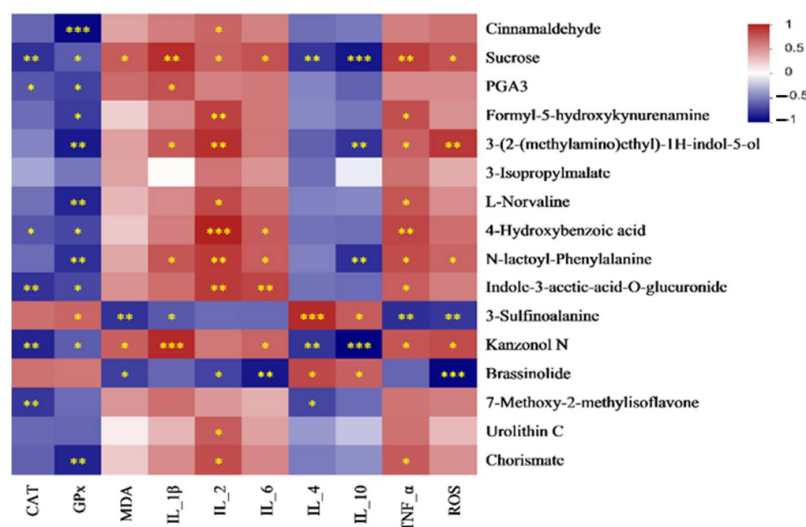 *** * Cinnamaldehyde
** * * ** * * ** *** ** * Sucrose
* * * PGA3
* ** * Formyl-5-hydroxykynurenamine
** * ** ** * ** 3-(2-(methylamino)ethyl)-1H-indol-5-ol
3-Isopropylmalate
** * * L-Norvaline
* * *** * ** 4-Hydroxybenzoic acid
** * ** * ** * * N-lactoyl-Phenylalanine
** * ** ** * Indole-3-acetic-acid-O-glucuronide
* ** * *** * ** ** 3-Sulfinoalanine
** * * *** * ** *** * * Kanzonol N
* * ** * * *** Brassinolide
** * 7-Methoxy-2-methylisoflavone
* Urolithin C
** * * Chorismate
CAT GPx MDA IL_1β IL_2 IL_6 IL_4 IL_10 TNF_α ROS
1
0.5
0
−0.5
−1